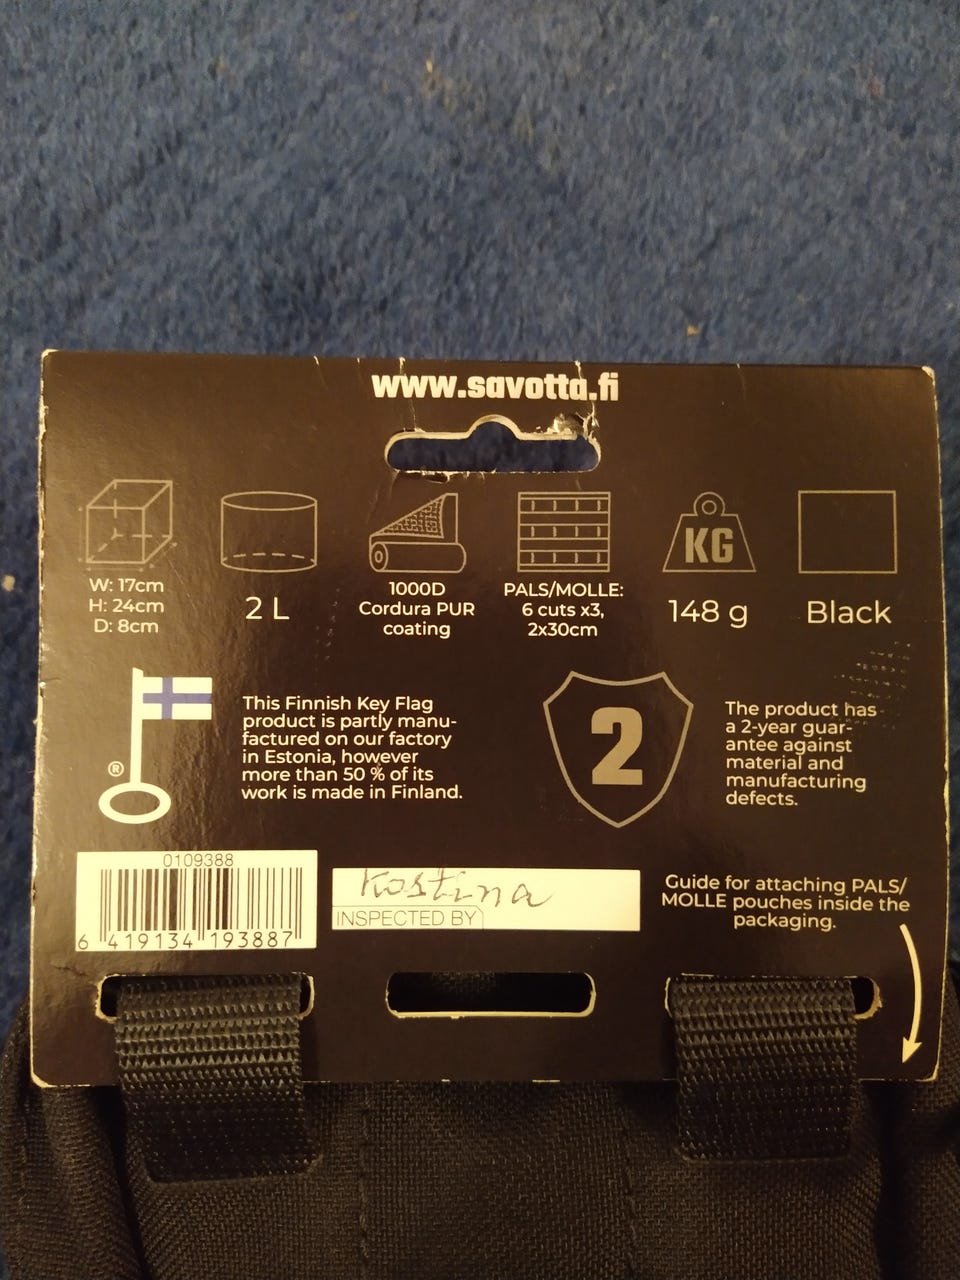 www.savotta.fi
W: 17cm
H: 24cm
D: 8cm
2 L
1000D
Cordura PUR
coating
PALS/MOLLE:
6 cuts x3,
2x30cm
KG
148 g
Black
®
This Finnish Key Flag
product is partly manu-
factured on our factory
in Estonia, however
more than 50 % of its
work is made in Finland.
2
The product has
a 2-year guar-
antee against
material and
manufacturing
defects.
0109388
6 419134 193887
Kostina
INSPECTED BY
Guide for attaching PALS/
MOLLE pouches inside the
packaging.